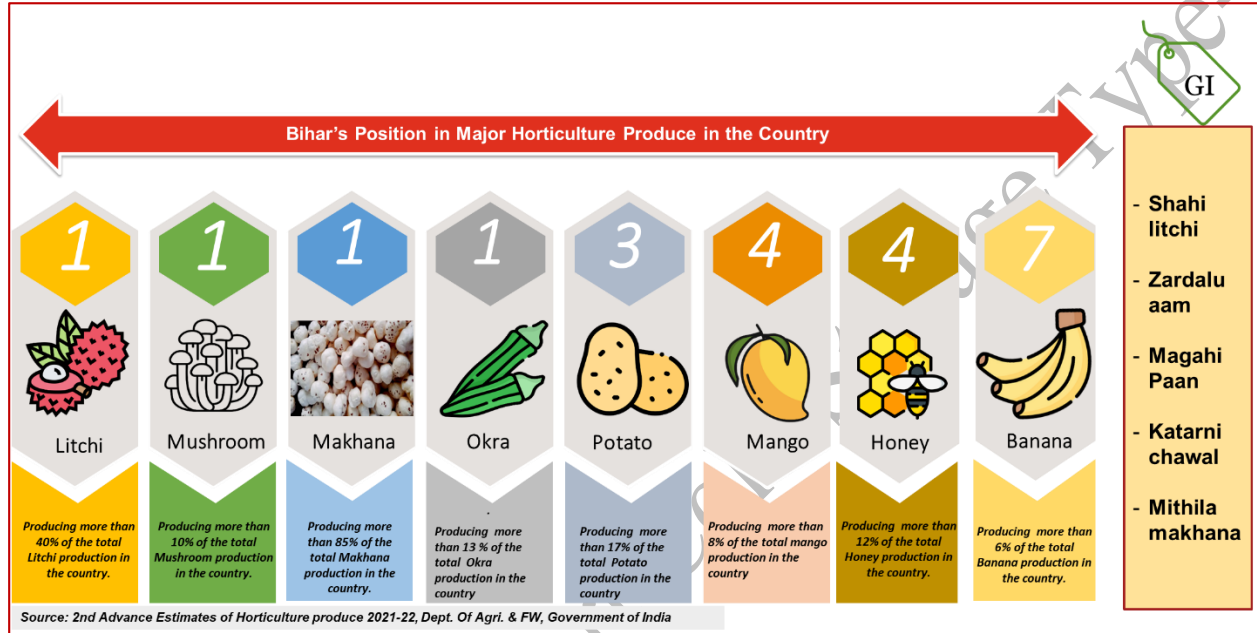 GI
Bihar's Position in Major Horticulture Produce in the Country
1
1
1
1
3
4
4
7
Litchi
Mushroom
Makhana
Okra
Potato
Mango
Honey
Banana
Producing more than
40% of the total
Litchi production in
the country.
Producing more than
10% of the total
Mushroom production
in the country.
Producing more
than 85% of the
total Makhana
production in the
country.
.
Producing more
than 13 % of the
total Okra
production in the
country
Producing more
than 17% of the
total Potato
production in the
country
Producing more than
8% of the total mango
production in the
country
Producing more than
12% of the total
Honey production in
the country.
Producing more than
6% of the total
Banana production in
the country.
- Shahi
litchi
- Zardalu
aam
- Magahi
Paan
- Katarni
chawal
- Mithila
makhana
Source: 2nd Advance Estimates of Horticulture produce 2021-22, Dept. Of Agri. & FW, Government of India